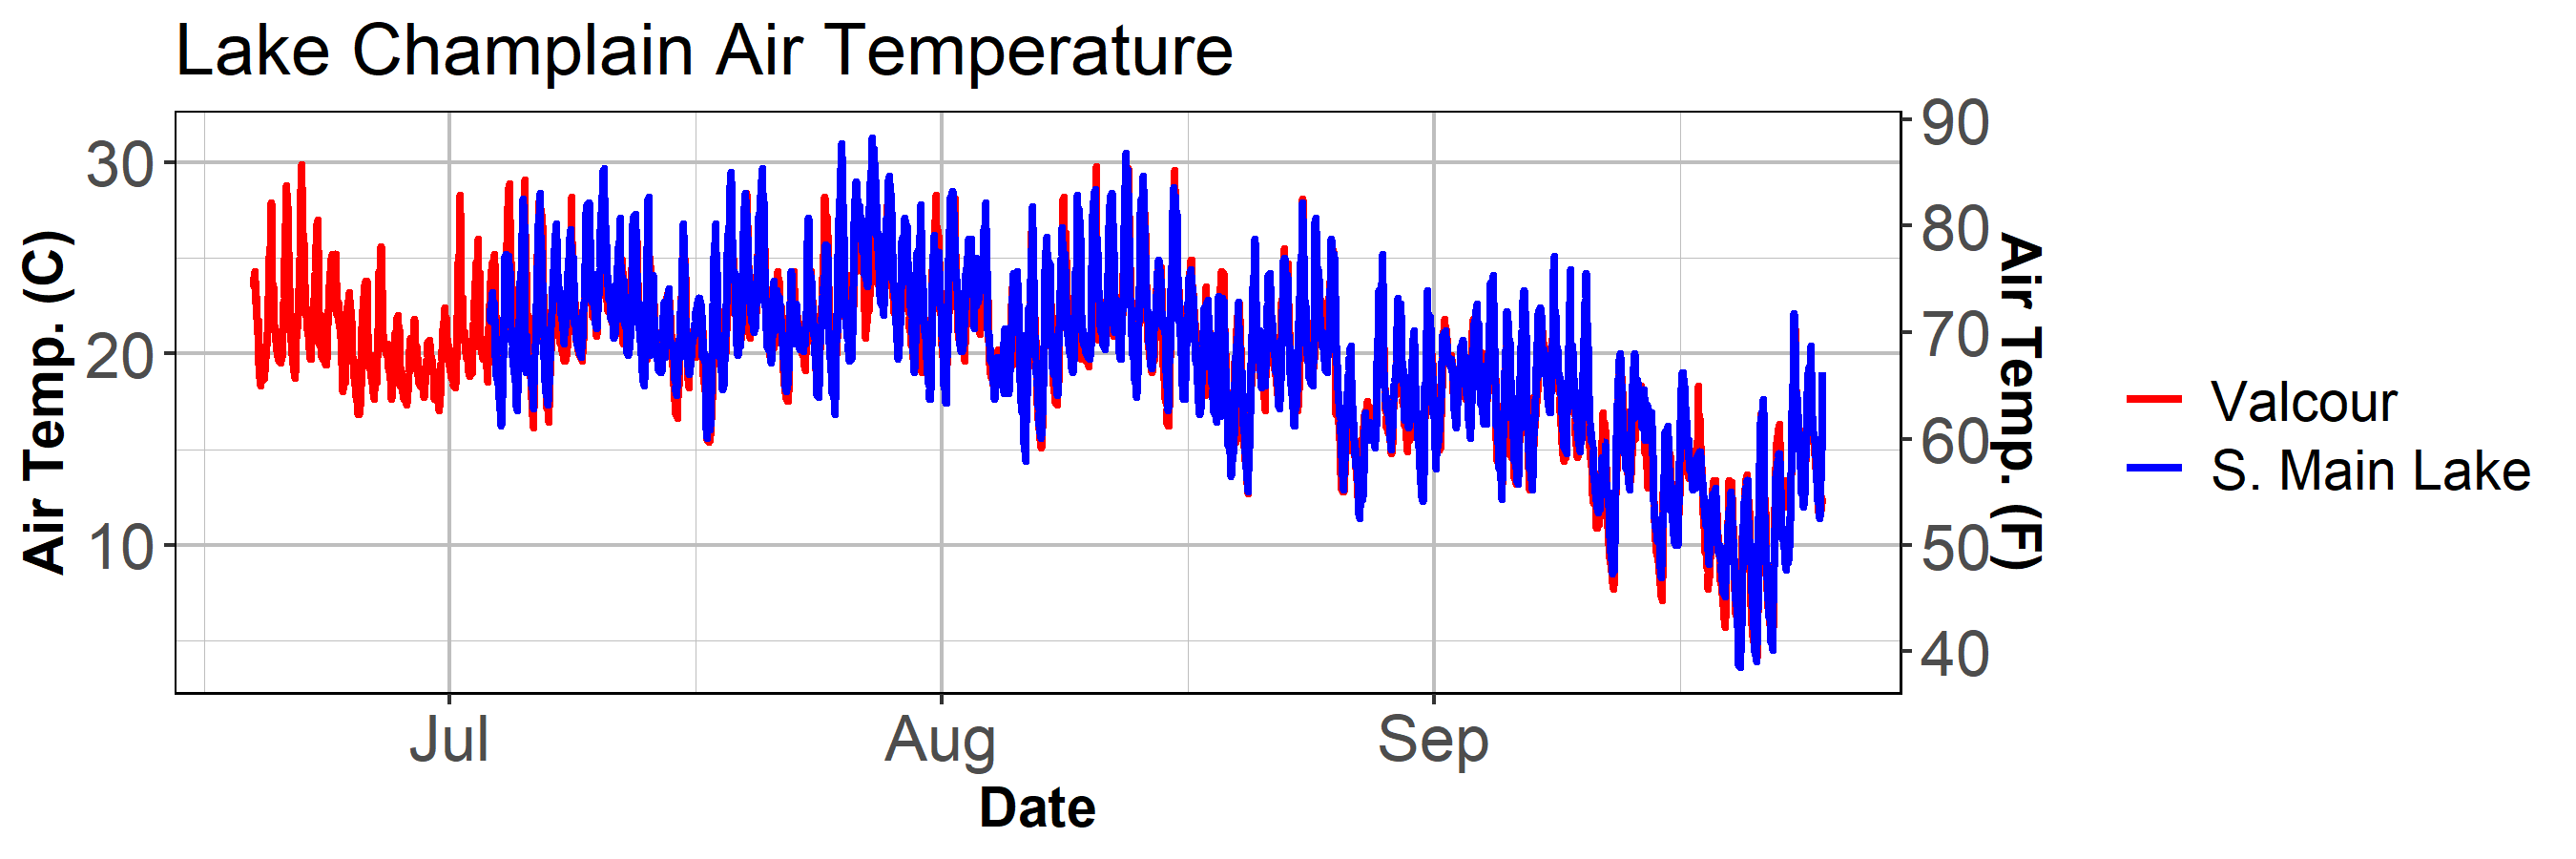 Lake Champlain Air Temperature
Air Temp. (C)
30
20
10
90
80
70
60
50
40
Air Temp. (F)
Jul
Aug
Sep
Date
Valcour
S. Main Lake